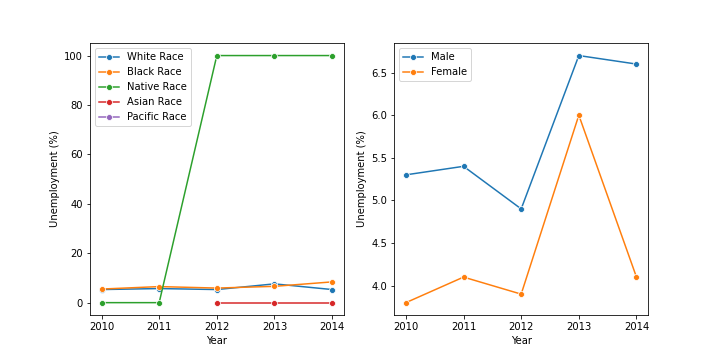 White Race
Black Race
Native Race
Asian Race
Pacific Race
100
80
60
40
20
0
Unemployment (%)
2010 2011 2012 2013 2014
Year
Male
Female
6.5
6.0
5.5
5.0
4.5
4.0
Unemployment (%)
2010 2011 2012 2013 2014
Year